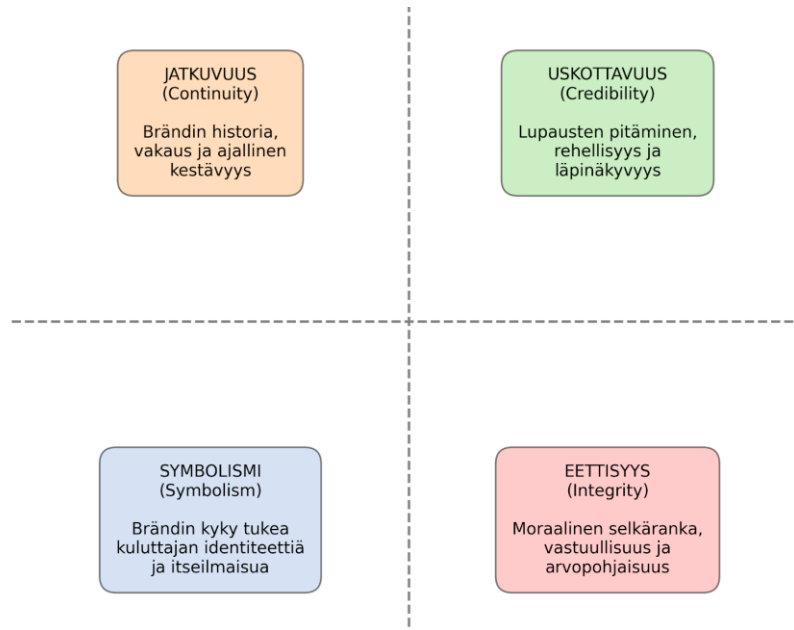 JATKUVUUS
(Continuity)
Brändin historia,
vakaus ja ajallinen
kestävyys
USKOTTAVUUS
(Credibility)
Lupausten pitäminen,
rehellisyys ja
läpinäkyvyys
SYMBOLISMI
(Symbolism)
Brändin kyky tukea
kuluttajan identiteettiä
ja itseilmaisua
EETTISYYS
(Integrity)
Moraalinen selkäranka,
vastuullisuus ja
arvopohjaisuus